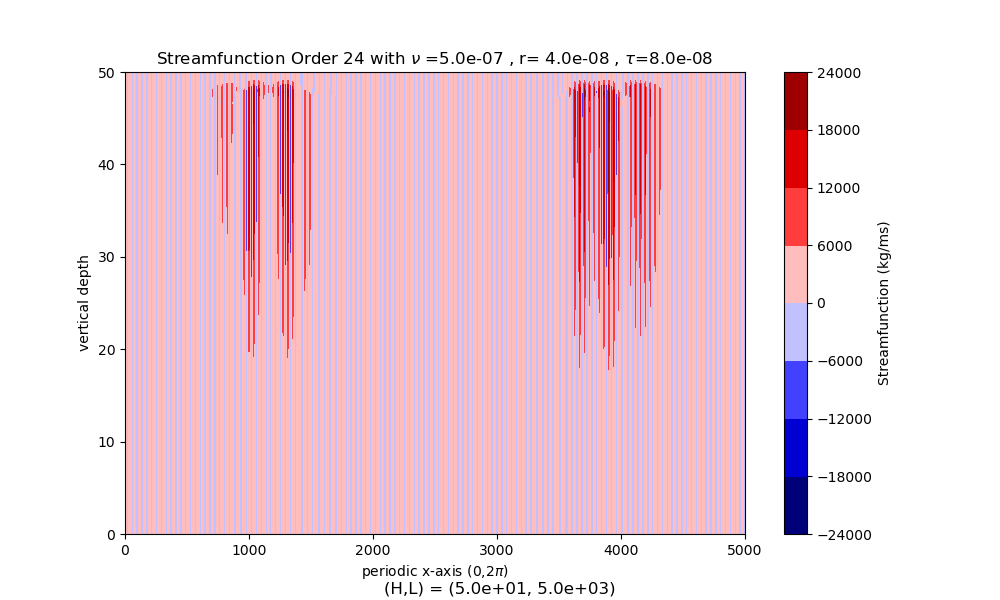 Streamfunction Order 24 with ν =5.0e-07 , r= 4.0e-08 , τ=8.0e-08
50
40
30
20
10
0
vertical depth
0 1000 2000 3000 4000 5000
periodic x-axis (0,2π)
(H,L) = (5.0e+01, 5.0e+03)
24000
18000
12000
6000
0
−6000
−12000
−18000
−24000
Streamfunction (kg/ms)